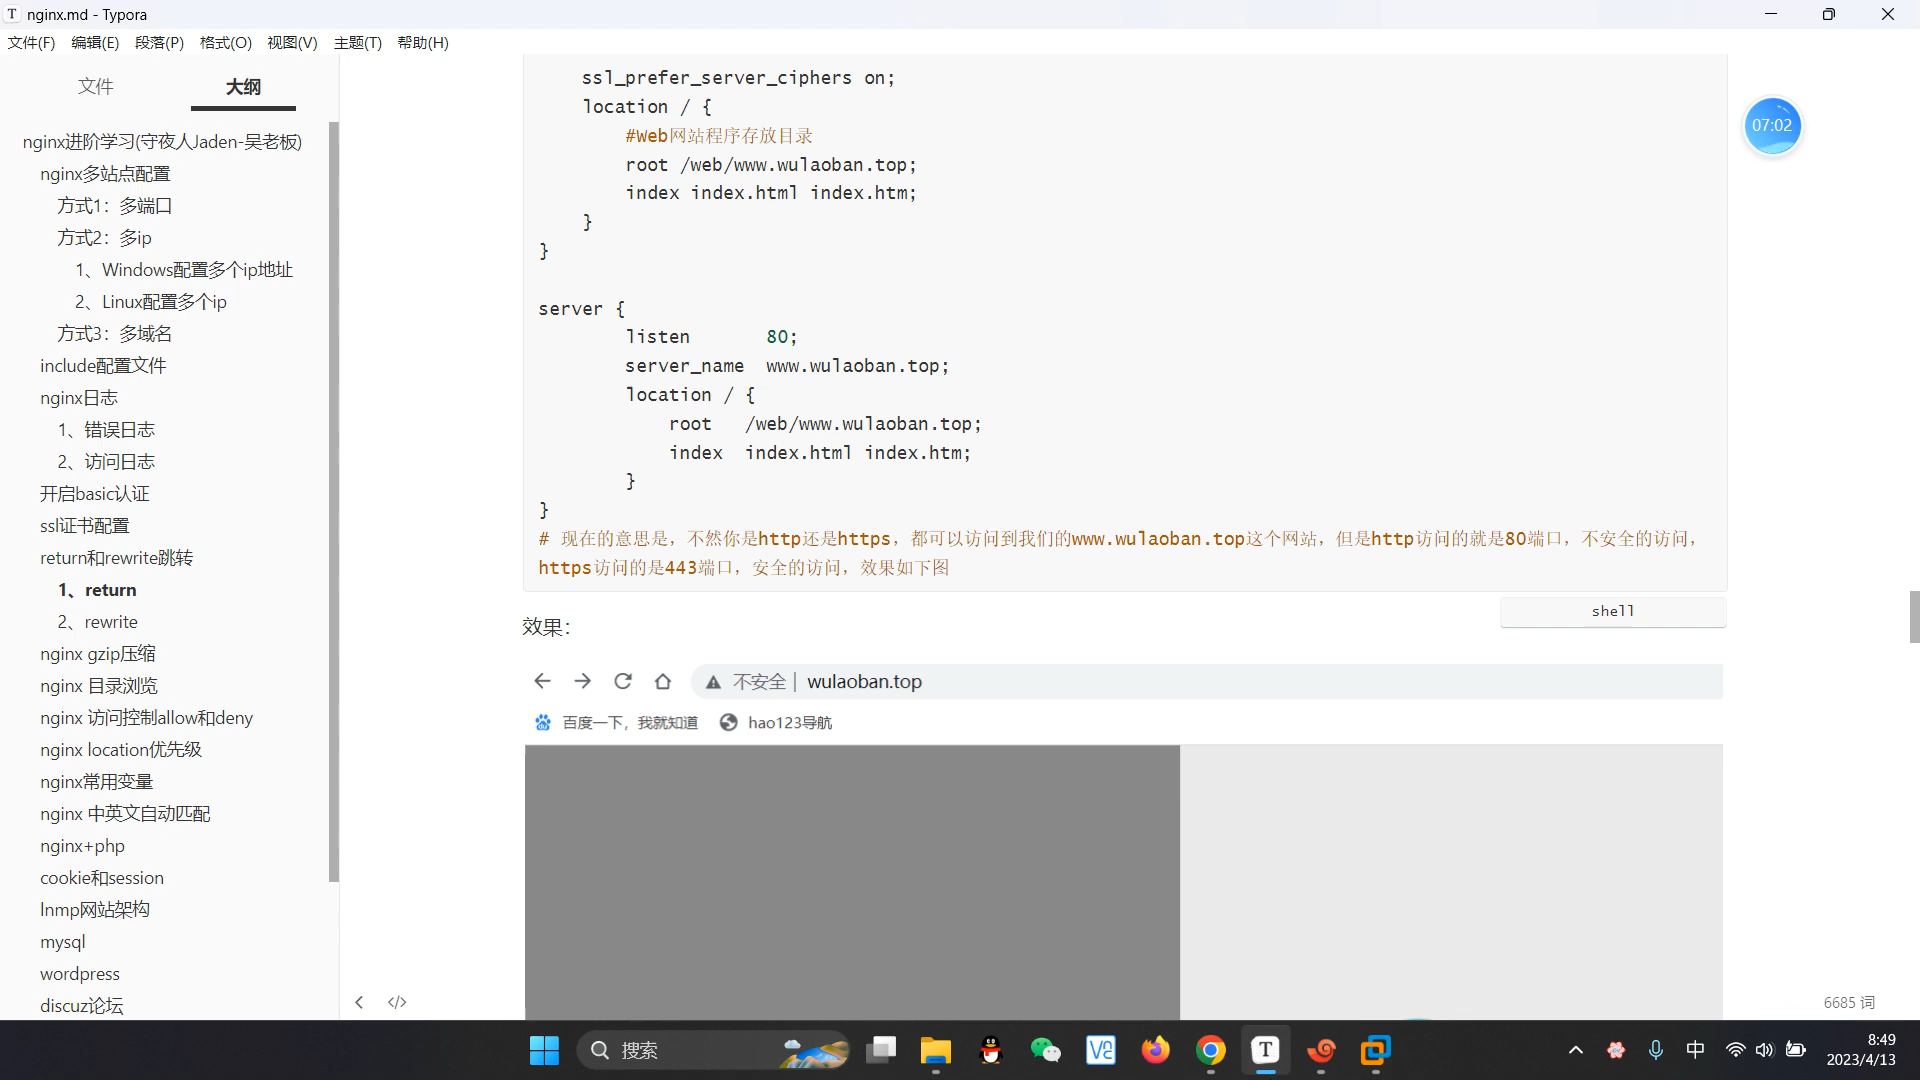 nginx.md - Typora
文件(F) 编辑(E) 段落(P) 格式(O) 视图(V) 主题(T) 帮助(H)
文件 大纲
nginx进阶学习(守夜人Jaden-吴老板)
nginx多站点配置
方式1：多端口
方式2：多ip
1、Windows配置多个ip地址
2、Linux配置多个ip
方式3：多域名
include配置文件
nginx日志
1、错误日志
2、访问日志
开启basic认证
ssl证书配置
return和rewrite跳转
1、return
2、rewrite
nginx gzip压缩
nginx 目录浏览
nginx 访问控制allow和deny
nginx location优先级
nginx常用变量
nginx 中英文自动匹配
nginx+php
cookie和session
lnmp网站架构
mysql
wordpress
discuz论坛
ssl_prefer_server_ciphers on;
location / {
#Web网站程序存放目录
root /web/www.wulaoban.top;
index index.html index.htm;
}
}
server {
listen 80;
server_name www.wulaoban.top;
location / {
root /web/www.wulaoban.top;
index index.html index.htm;
}
}
# 现在的意思是，不然你是http还是https，都可以访问到我们的www.wulaoban.top这个网站，但是http访问的就是80端口，不安全的访问，
https访问的是443端口，安全的访问，效果如下图
shell
效果：
不安全 | wulaoban.top
百度一下，我就知道 hao123导航
07:02
</> 6685 词
搜索
中
8:49
2023/4/13